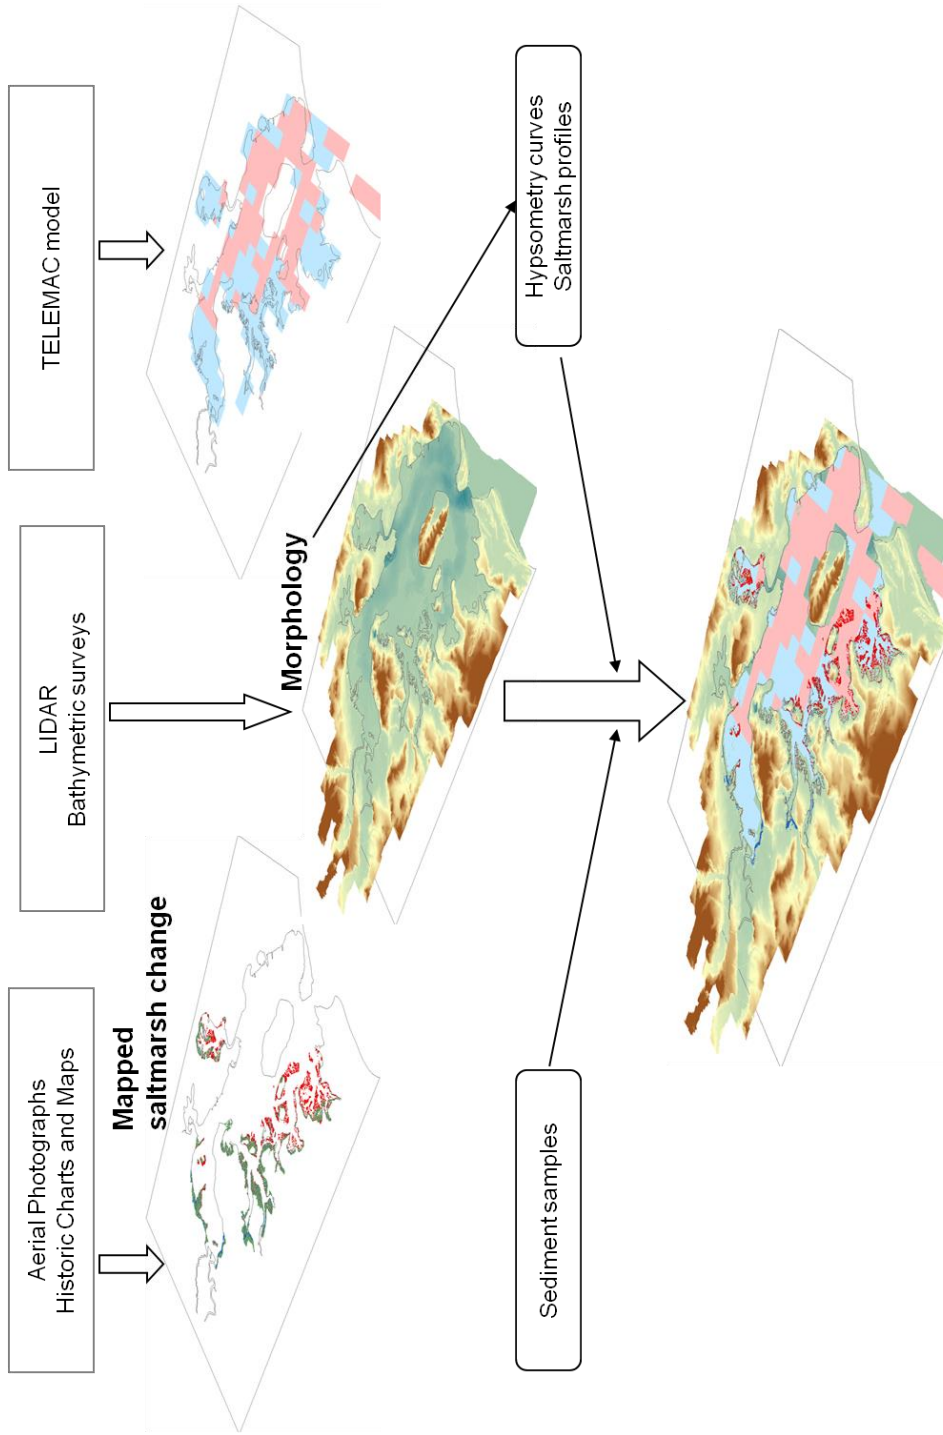 Aerial Photographs
Historic Charts and Maps
LIDAR
Bathymetric surveys
TELEMAC model
Mapped
saltmarsh change
Morphology
Sediment samples
Hypsometry curves
Saltmarsh profiles